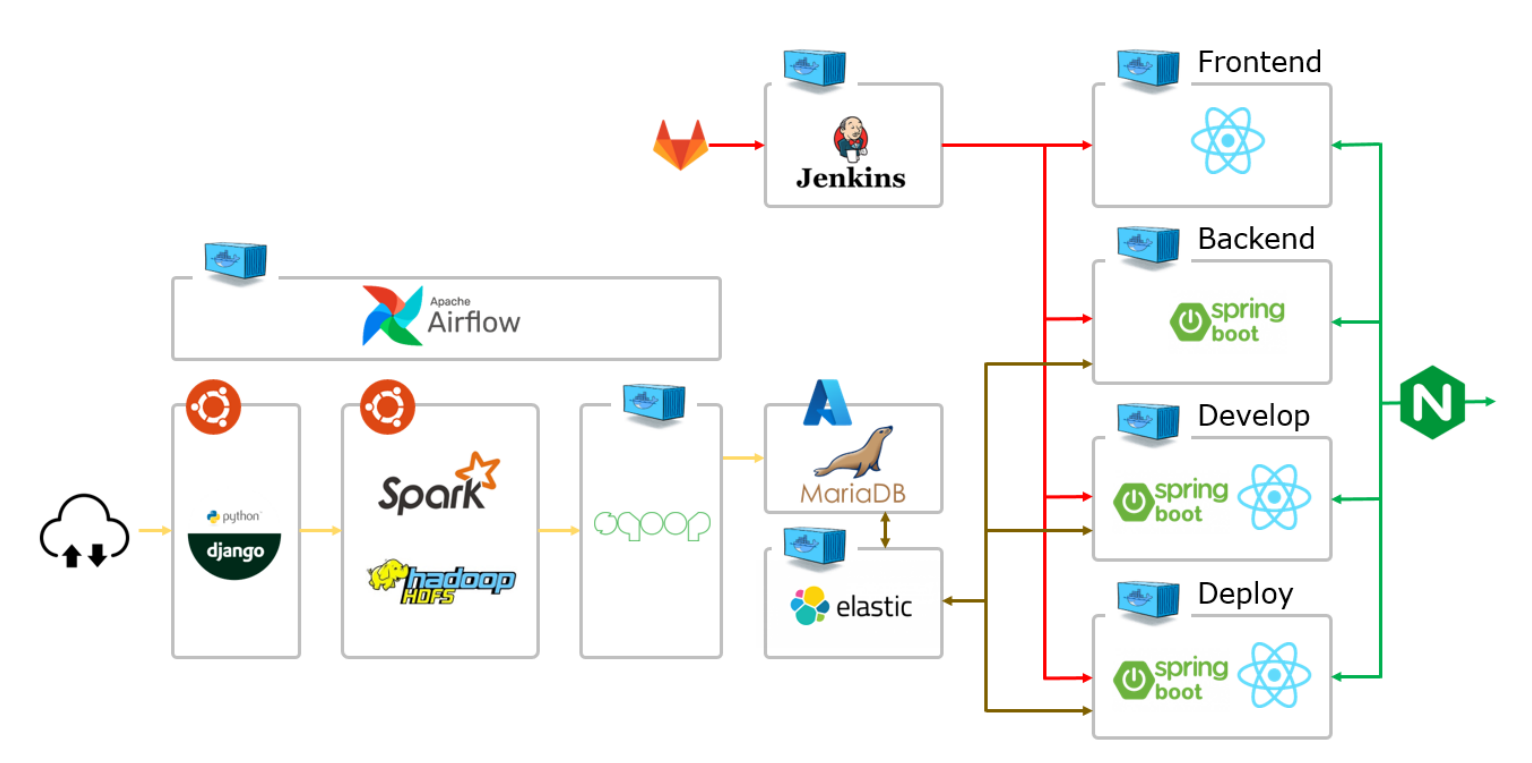 Frontend
Jenkins
Backend
Apache
Airflow
spring
boot
Develop
Spark
MariaDB
spring
boot
python
django
sqoop
hadoop
HDFS
Deploy
elastic
spring
boot